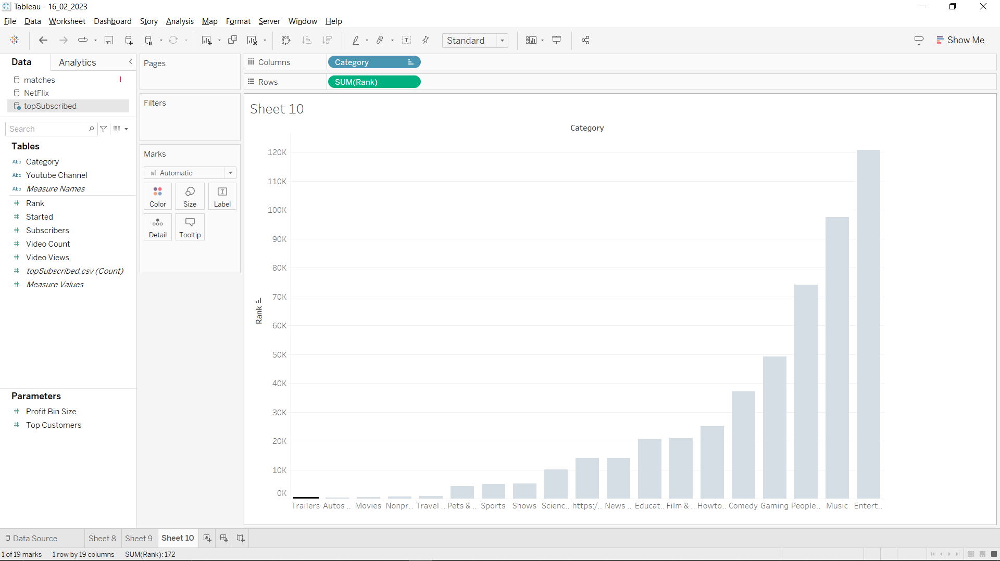 Tableau - 16_02_2023
File Data Worksheet Dashboard Story Analysis Map Format Server Window Help
Standard
Show Me
Data Analytics
matches !
NetFlix
topSubscribed
Search
Tables
Abc Category
Abc Youtube Channel
Abc Measure Names
# Rank
# Started
# Subscribers
# Video Count
# Video Views
# topSubscribed.csv (Count)
# Measure Values
Parameters
# Profit Bin Size
# Top Customers
Pages
Filters
Marks
Automatic
Color Size Label
Detail Tooltip
Columns Category
Rows SUM(Rank)
Sheet 10
Category
120K
110K
100K
90K
80K
70K
60K
50K
40K
30K
20K
10K
0K
Rank
Trailers Autos .. Movies Nonpr.. Travel .. Pets & .. Sports Shows Scienc.. https:/.. News .. Educat.. Film & .. Howto.. Comedy Gaming People.. Music Entert..
Data Source Sheet 8 Sheet 9 Sheet 10
1 of 19 marks 1 row by 19 columns SUM(Rank): 172